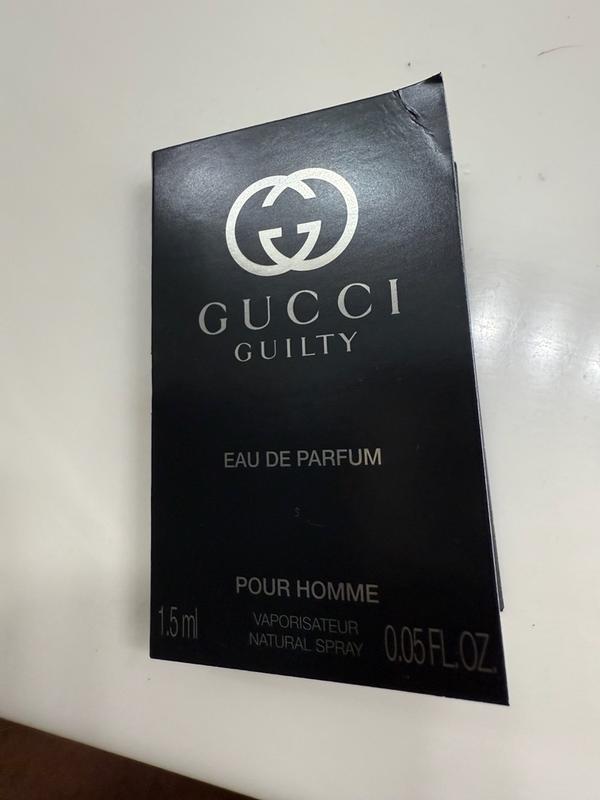 GUCCI
GUILTY
EAU DE PARFUM
POUR HOMME
1.5 ml
VAPORISATEUR
NATURAL SPRAY
0.05 FL.OZ.